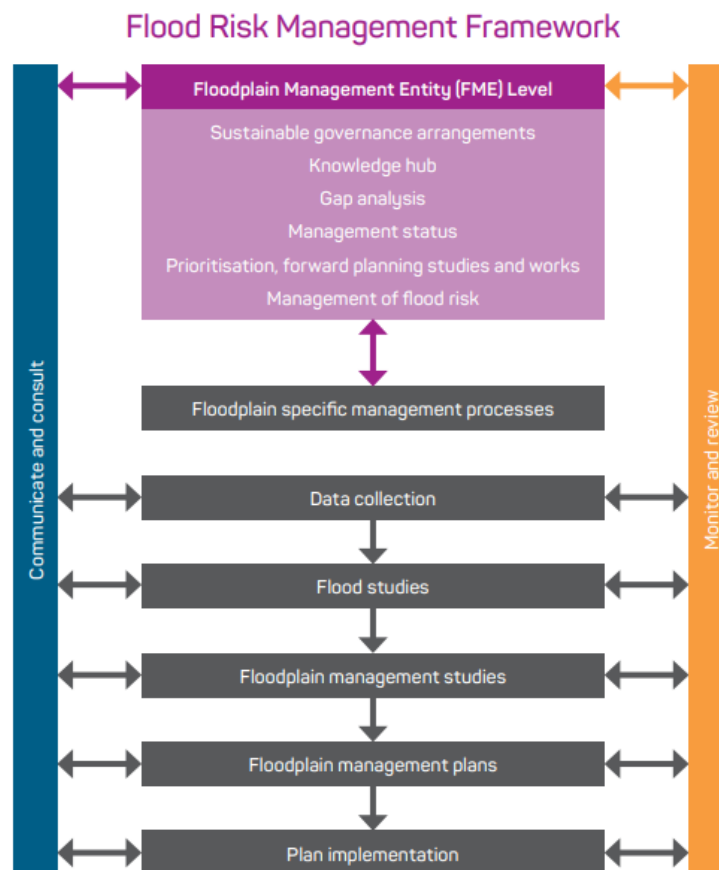 Flood Risk Management Framework
Floodplain Management Entity (FME) Level
Sustainable governance arrangements
Knowledge hub
Gap analysis
Management status
Prioritisation, forward planning studies and works
Management of flood risk
Floodplain specific management processes
Communicate and consult
Monitor and review
Data collection
Flood studies
Floodplain management studies
Floodplain management plans
Plan implementation